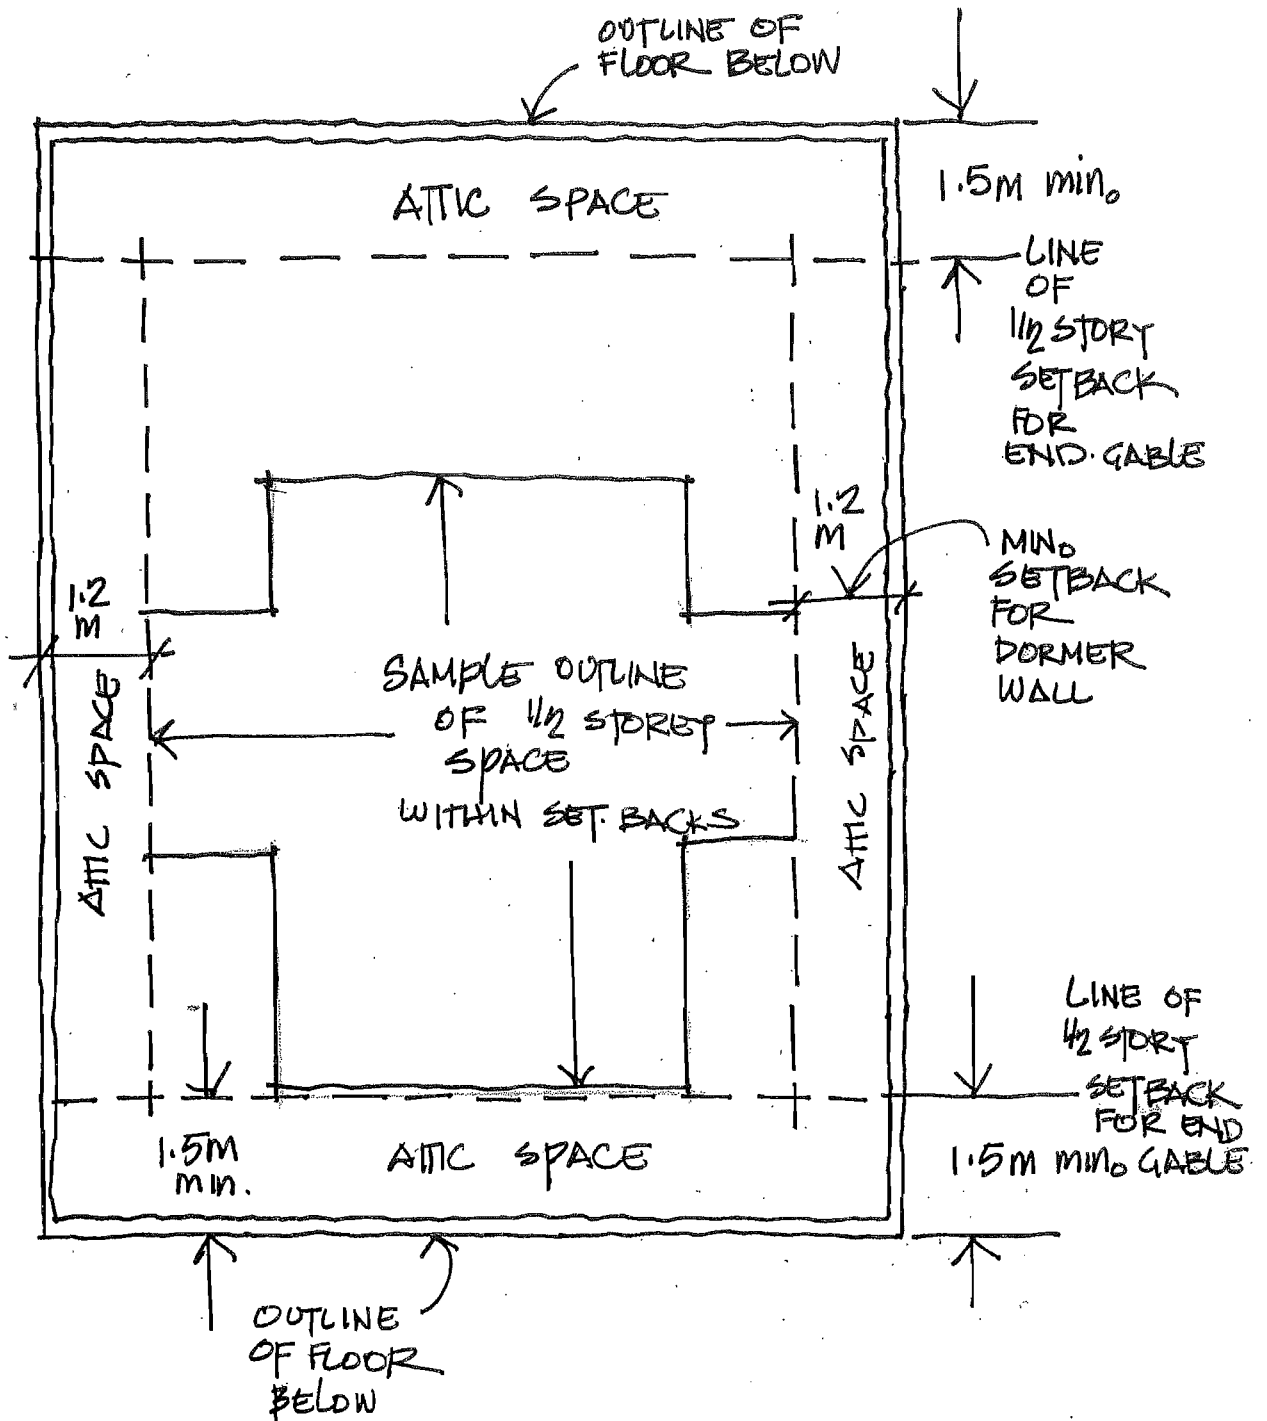 OUTLINE OF
FLOOR BELOW
ATTIC SPACE
1.5M min.
LINE
OF
1/2 STORY
SETBACK
FOR
END. GABLE
1.2
M
MIN.
SETBACK
FOR
DORMER
WALL
1.2
M
SAMPLE OUTLINE
OF 1/2 STOREY
SPACE
WITHIN SET. BACKS
ATTIC SPACE
ATTIC SPACE
LINE OF
1/2 STORY
SETBACK
FOR END
GABLE
1.5M min.
1.5M
min.
ATTIC SPACE
OUTLINE
OF FLOOR
BELOW